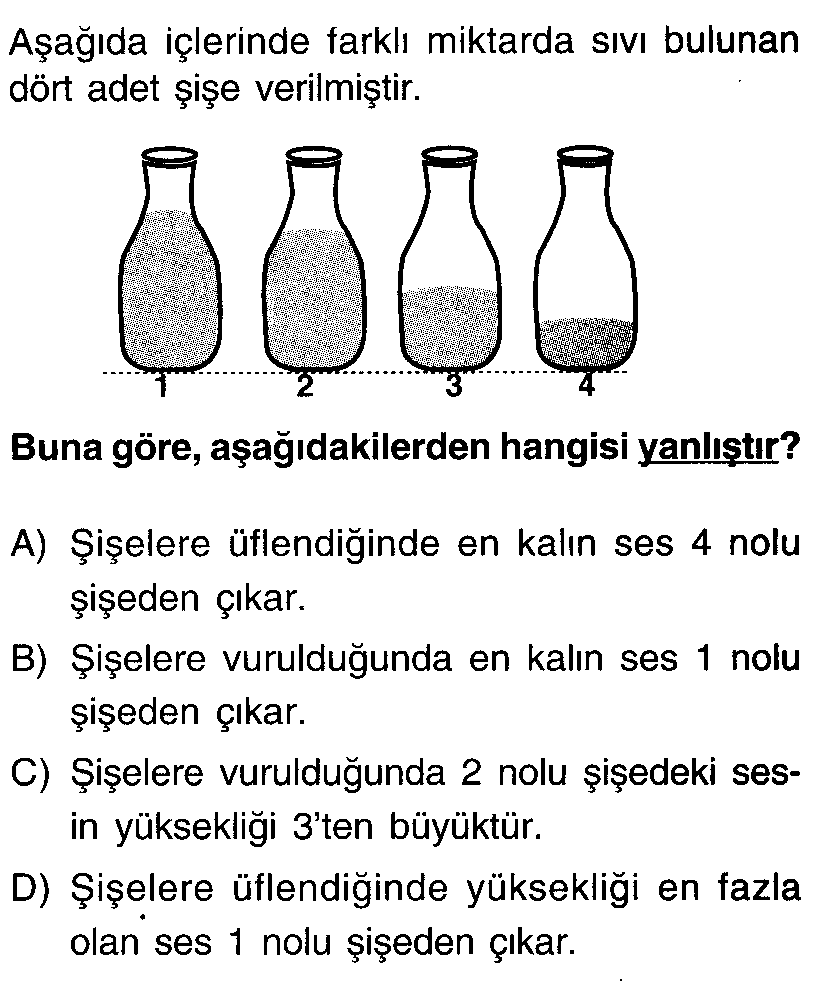 Aşağıda içlerinde farklı miktarda sıvı bulunan
dört adet şişe verilmiştir.
1 2 3 4
Buna göre, aşağıdakilerden hangisi yanlıştır?
A) Şişelere üflendiğinde en kalın ses 4 nolu
şişeden çıkar.
B) Şişelere vurulduğunda en kalın ses 1 nolu
şişeden çıkar.
C) Şişelere vurulduğunda 2 nolu şişedeki ses-
in yüksekliği 3'ten büyüktür.
D) Şişelere üflendiğinde yüksekliği en fazla
olan ses 1 nolu şişeden çıkar.